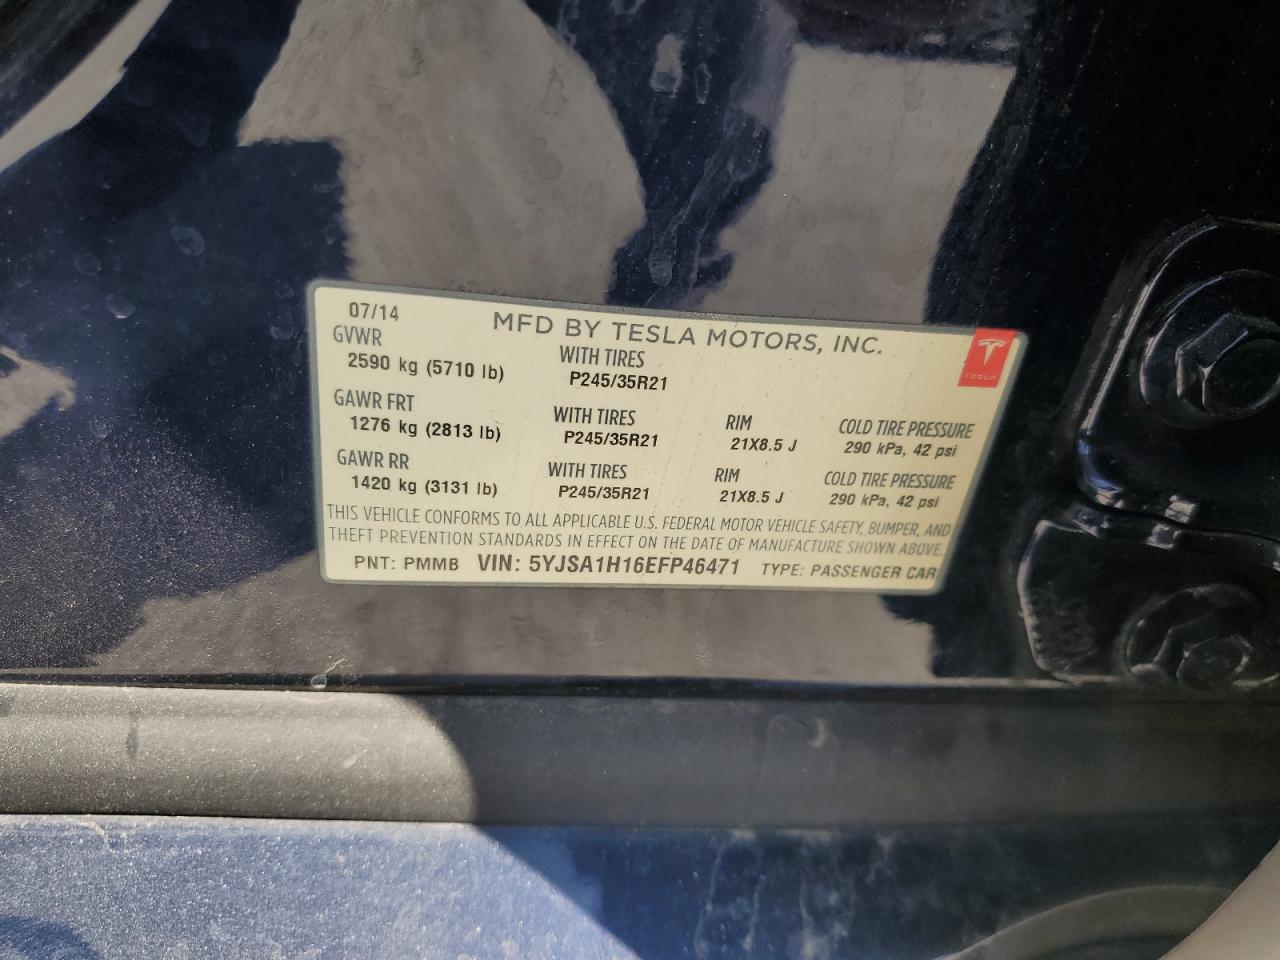 07/14
MFD BY TESLA MOTORS, INC.
GVWR
2590 kg (5710 lb)
WITH TIRES
P245/35R21
TESLA
GAWR FRT
1276 kg (2813 lb)
WITH TIRES
P245/35R21
RIM
21X8.5 J
COLD TIRE PRESSURE
290 kPa, 42 psi
GAWR RR
1420 kg (3131 lb)
WITH TIRES
P245/35R21
RIM
21X8.5 J
COLD TIRE PRESSURE
290 kPa, 42 psi
THIS VEHICLE CONFORMS TO ALL APPLICABLE U.S. FEDERAL MOTOR VEHICLE SAFETY, BUMPER, AND
THEFT PREVENTION STANDARDS IN EFFECT ON THE DATE OF MANUFACTURE SHOWN ABOVE.
PNT: PMMB VIN: 5YJSA1H16EFP46471 TYPE: PASSENGER CAR